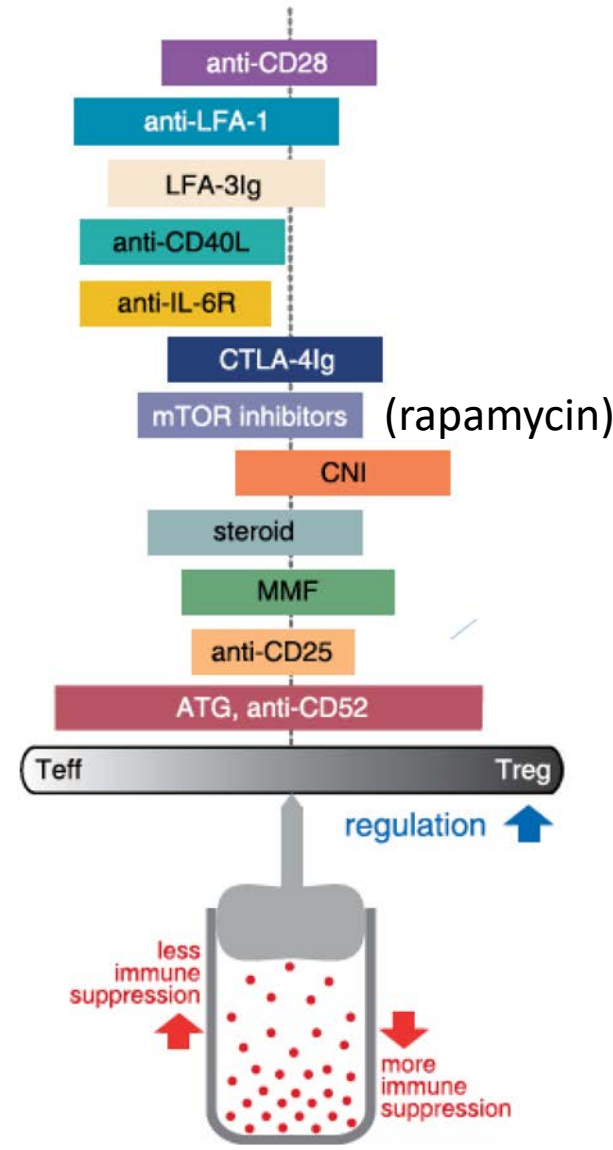 anti-CD28
anti-LFA-1
LFA-3Ig
anti-CD40L
anti-IL-6R
CTLA-4Ig
mTOR inhibitors (rapamycin)
CNI
steroid
MMF
anti-CD25
ATG, anti-CD52
Teff Treg
regulation
less
immune
suppression
more
immune
suppression